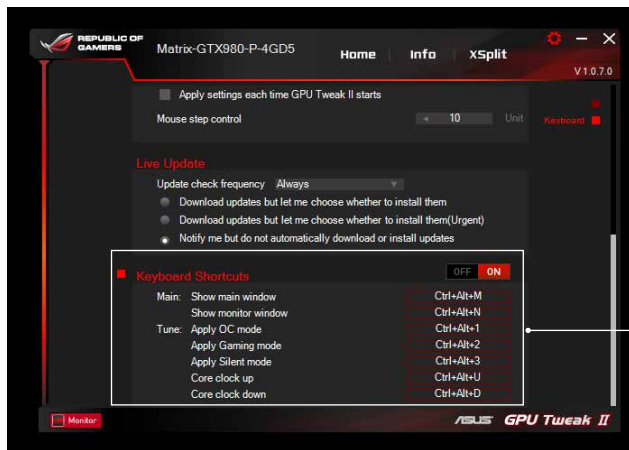 REPUBLIC OF
GAMERS
Matrix-GTX980-P-4GD5
Home Info XSplit
V 1.0.7.0
Apply settings each time GPU Tweak II starts
Mouse step control 10 Unit
Keyboard
Live Update
Update check frequency Always
Download updates but let me choose whether to install them
Download updates but let me choose whether to install them(Urgent)
Notify me but do not automatically download or install updates
Keyboard Shortcuts OFF ON
Main: Show main window Ctrl+Alt+M
Show monitor window Ctrl+Alt+N
Tune: Apply OC mode Ctrl+Alt+1
Apply Gaming mode Ctrl+Alt+2
Apply Silent mode Ctrl+Alt+3
Core clock up Ctrl+Alt+U
Core clock down Ctrl+Alt+D
Monitor
ASUS GPU Tweak II